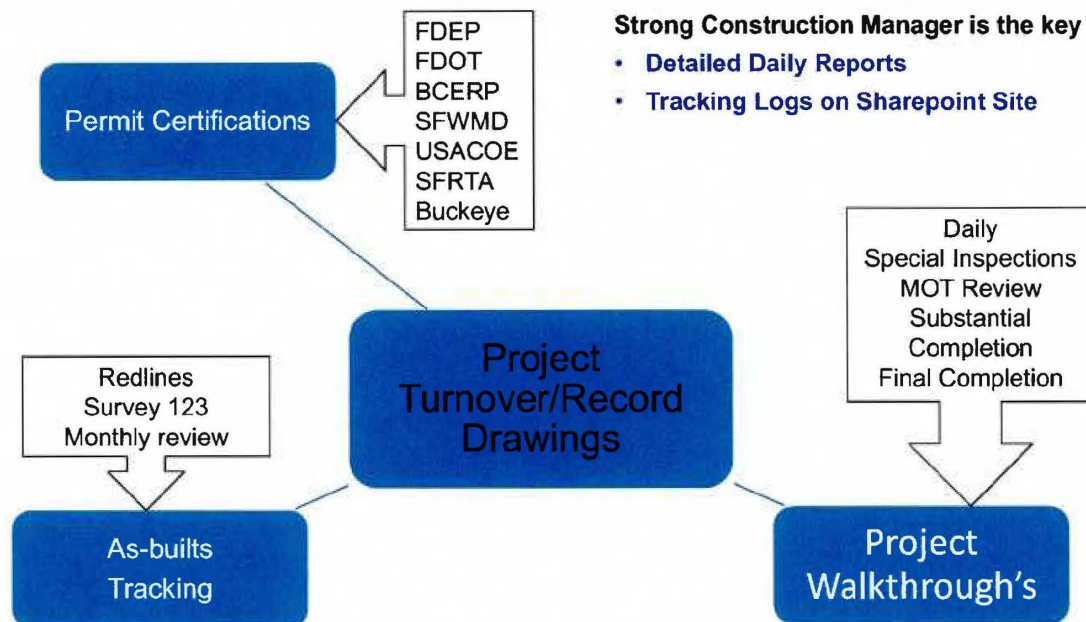 Strong Construction Manager is the key
• Detailed Daily Reports
• Tracking Logs on Sharepoint Site
FDEP
FDOT
BCERP
SFWMD
USACOE
SFRTA
Buckeye
Permit Certifications
Daily
Special Inspections
MOT Review
Substantial
Completion
Final Completion
Project
Turnover/Record
Drawings
Redlines
Survey 123
Monthly review
As-builts
Tracking
Project
Walkthrough's